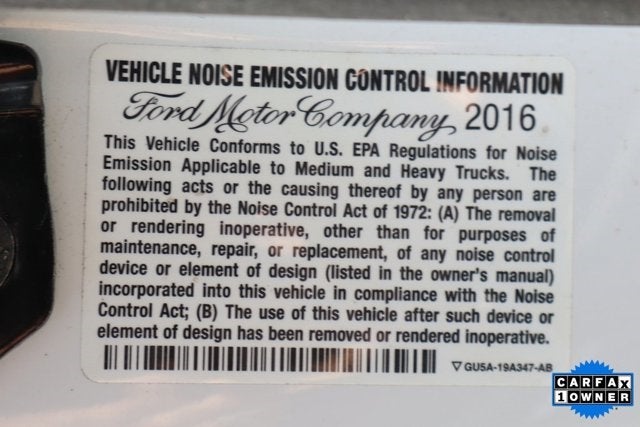 VEHICLE NOISE EMISSION CONTROL INFORMATION
Ford Motor Company 2016
This Vehicle Conforms to U.S. EPA Regulations for Noise
Emission Applicable to Medium and Heavy Trucks. The
following acts or the causing thereof by any person are
prohibited by the Noise Control Act of 1972: (A) The removal
or rendering inoperative, other than for purposes of
maintenance, repair, or replacement, of any noise control
device or element of design (listed in the owner's manual)
incorporated into this vehicle in compliance with the Noise
Control Act; (B) The use of this vehicle after such device or
element of design has been removed or rendered inoperative.
GU5A-19A347-AB
CARFAX
1 OWNER